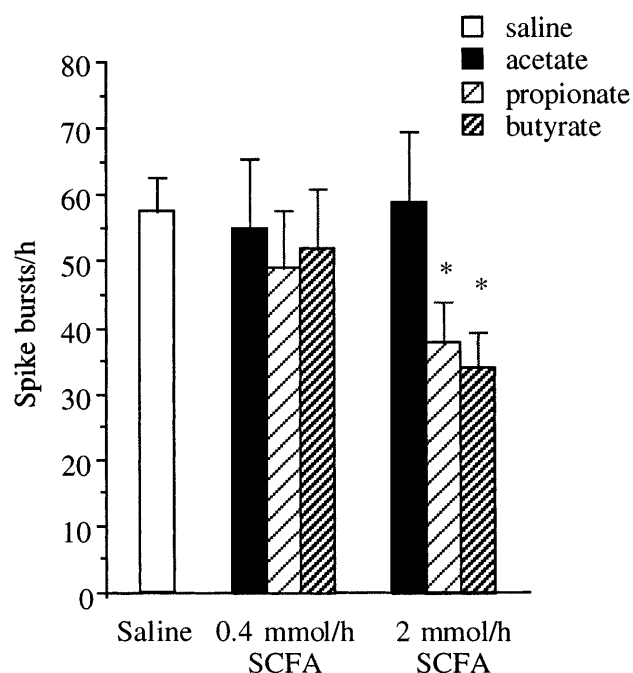 saline
acetate
propionate
butyrate
80
70
60
50
40
30
20
10
0
Spike bursts/h
*
*
Saline
0.4 mmol/h
SCFA
2 mmol/h
SCFA